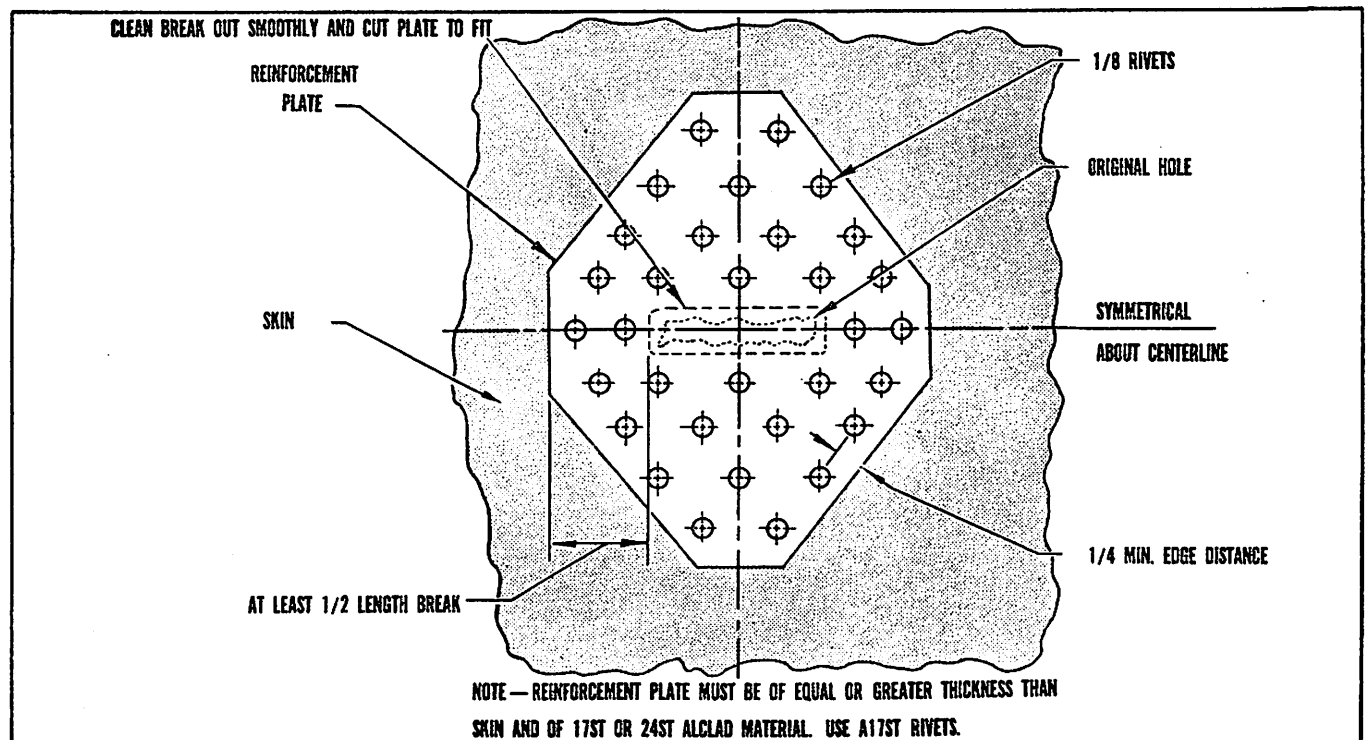 CLEAN BREAK OUT SMOOTHLY AND CUT PLATE TO FIT
REINFORCEMENT
PLATE
1/8 RIVETS
ORIGINAL HOLE
SKIN
SYMMETRICAL
ABOUT CENTERLINE
1/4 MIN. EDGE DISTANCE
AT LEAST 1/2 LENGTH BREAK
NOTE — REINFORCEMENT PLATE MUST BE OF EQUAL OR GREATER THICKNESS THAN
SKIN AND OF 17ST OR 24ST ALCLAD MATERIAL. USE A17ST RIVETS.